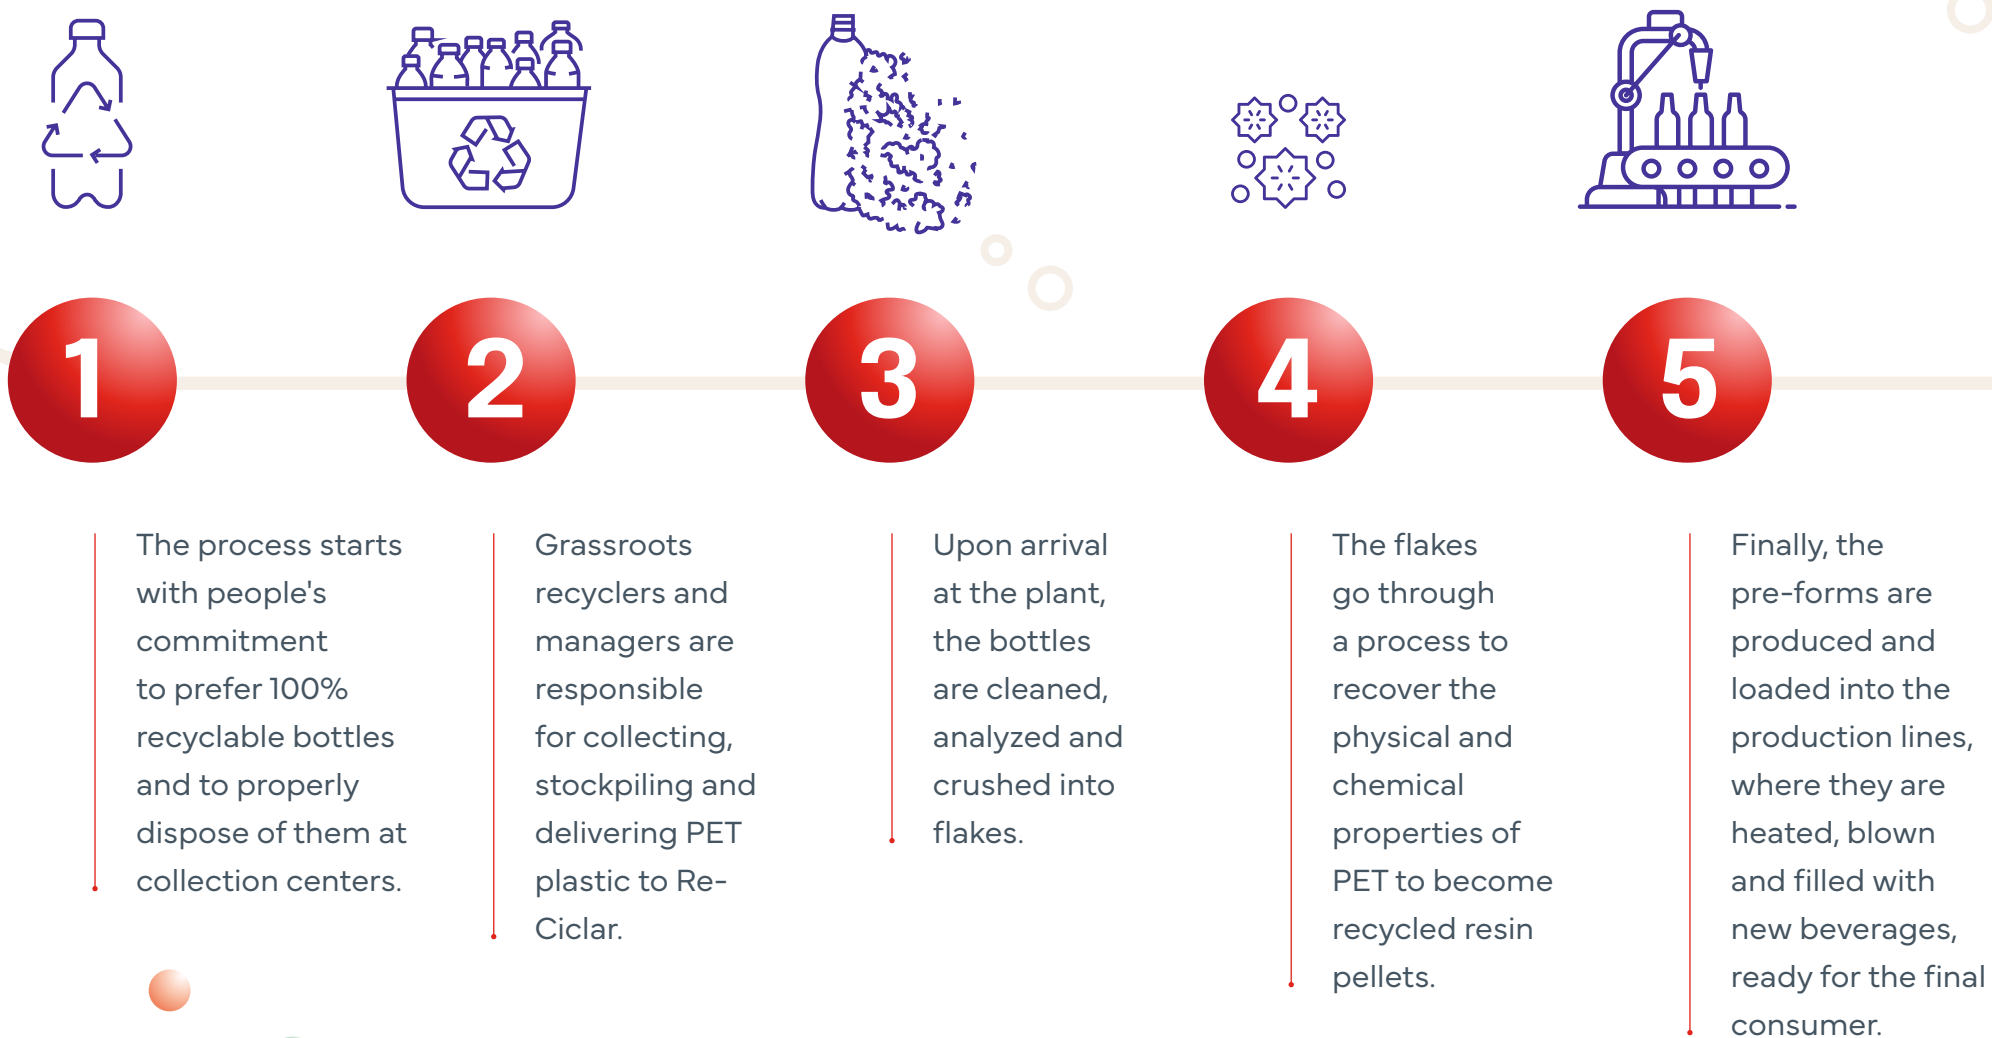 1
The process starts
with people's
commitment
to prefer 100%
recyclable bottles
and to properly
dispose of them at
collection centers.
2
Grassroots
recyclers and
managers are
responsible
for collecting,
stockpiling and
delivering PET
plastic to Re-
Ciclar.
3
Upon arrival
at the plant,
the bottles
are cleaned,
analyzed and
crushed into
flakes.
4
The flakes
go through
a process to
recover the
physical and
chemical
properties of
PET to become
recycled resin
pellets.
5
Finally, the
pre-forms are
produced and
loaded into the
production lines,
where they are
heated, blown
and filled with
new beverages,
ready for the final
consumer.